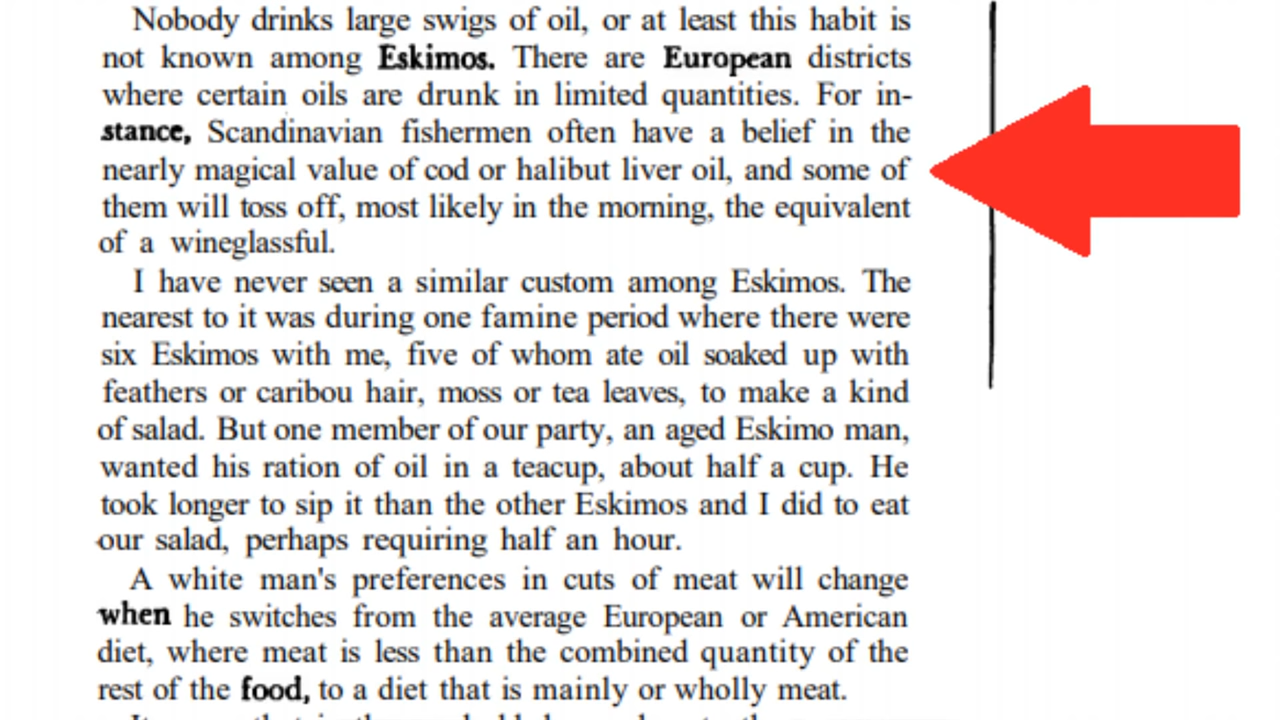 Nobody drinks large swigs of oil, or at least this habit is
not known among Eskimos. There are European districts
where certain oils are drunk in limited quantities. For in-
stance, Scandinavian fishermen often have a belief in the
nearly magical value of cod or halibut liver oil, and some of
them will toss off, most likely in the morning, the equivalent
of a wineglassful.
I have never seen a similar custom among Eskimos. The
nearest to it was during one famine period where there were
six Eskimos with me, five of whom ate oil soaked up with
feathers or caribou hair, moss or tea leaves, to make a kind
of salad. But one member of our party, an aged Eskimo man,
wanted his ration of oil in a teacup, about half a cup. He
took longer to sip it than the other Eskimos and I did to eat
our salad, perhaps requiring half an hour.
A white man's preferences in cuts of meat will change
when he switches from the average European or American
diet, where meat is less than the combined quantity of the
rest of the food, to a diet that is mainly or wholly meat.